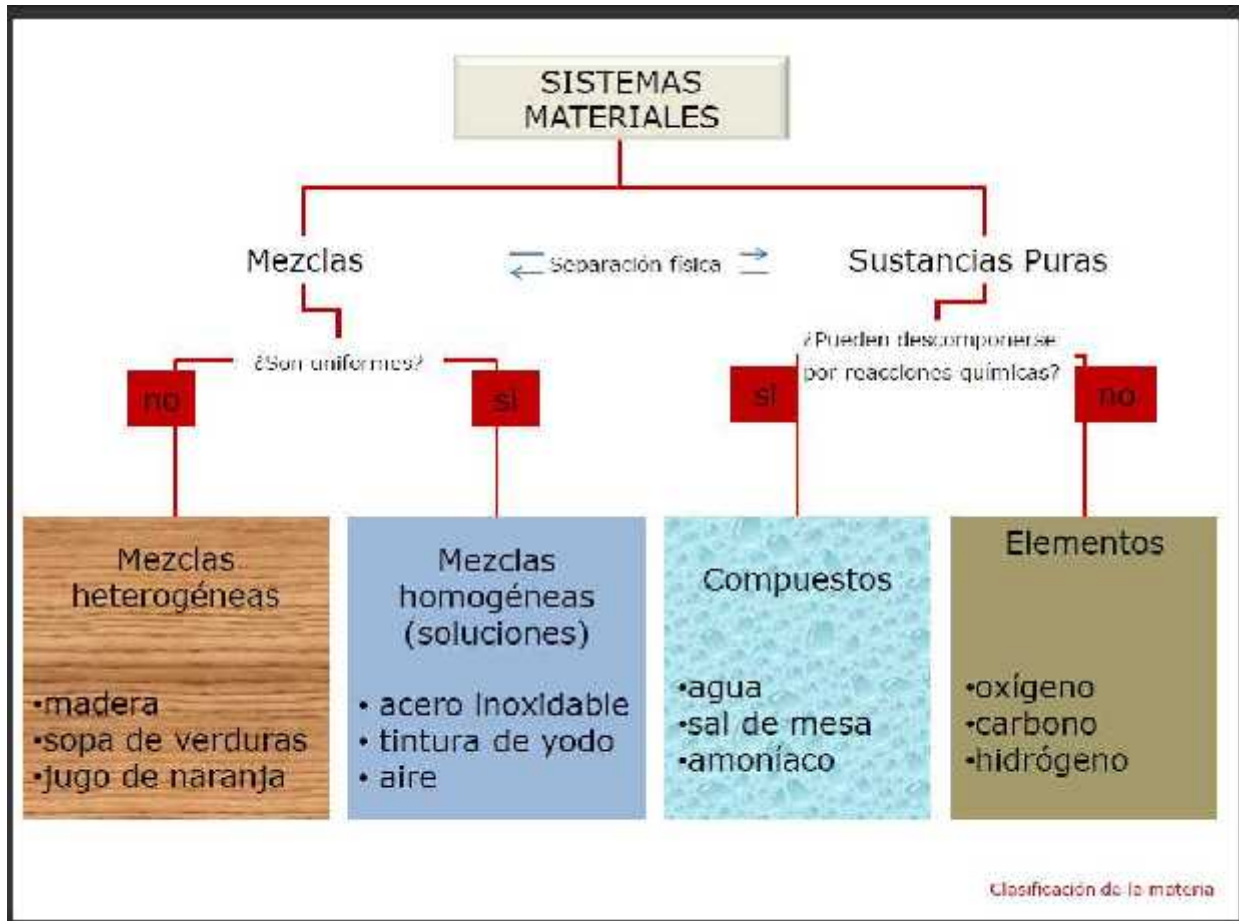 SISTEMAS
MATERIALES
Mezclas
Separación física
Sustancias Puras
¿Son uniformes?
¿Pueden descomponerse
por reacciones químicas?
no
si
si
no
Mezclas
heterogéneas
•madera
•sopa de verduras
•jugo de naranja
Mezclas
homogéneas
(soluciones)
• acero inoxidable
• tintura de yodo
• aire
Compuestos
•agua
•sal de mesa
•amoníaco
Elementos
•oxígeno
•carbono
•hidrógeno
Clasificación de la materia